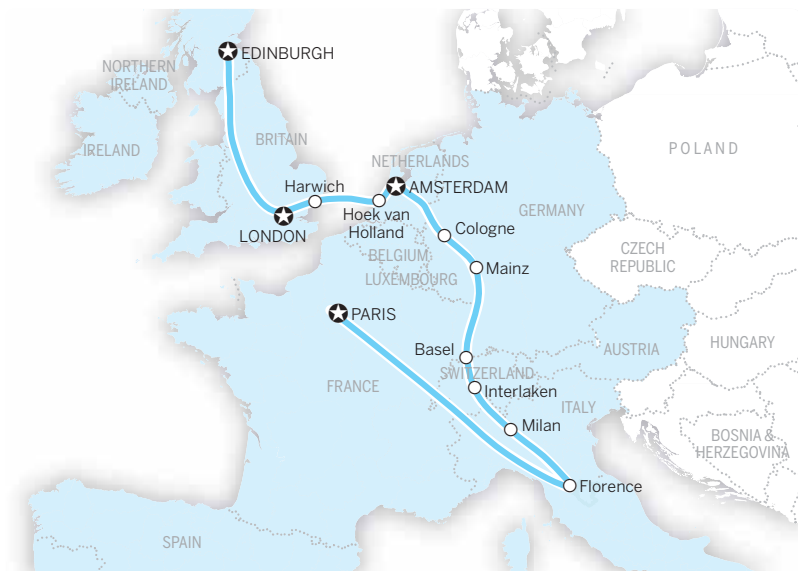 EDINBURGH
NORTHERN
IRELAND
IRELAND
BRITAIN
POLAND
NETHERLANDS
Harwich
AMSTERDAM
Hoek van
Holland
LONDON
GERMANY
Cologne
BELGIUM
CZECH
REPUBLIC
Mainz
LUXEMBOURG
PARIS
Basel
AUSTRIA
HUNGARY
SWITZERLAND
FRANCE
Interlaken
ITALY
Milan
BOSNIA &
HERZEGOVINA
Florence
SPAIN